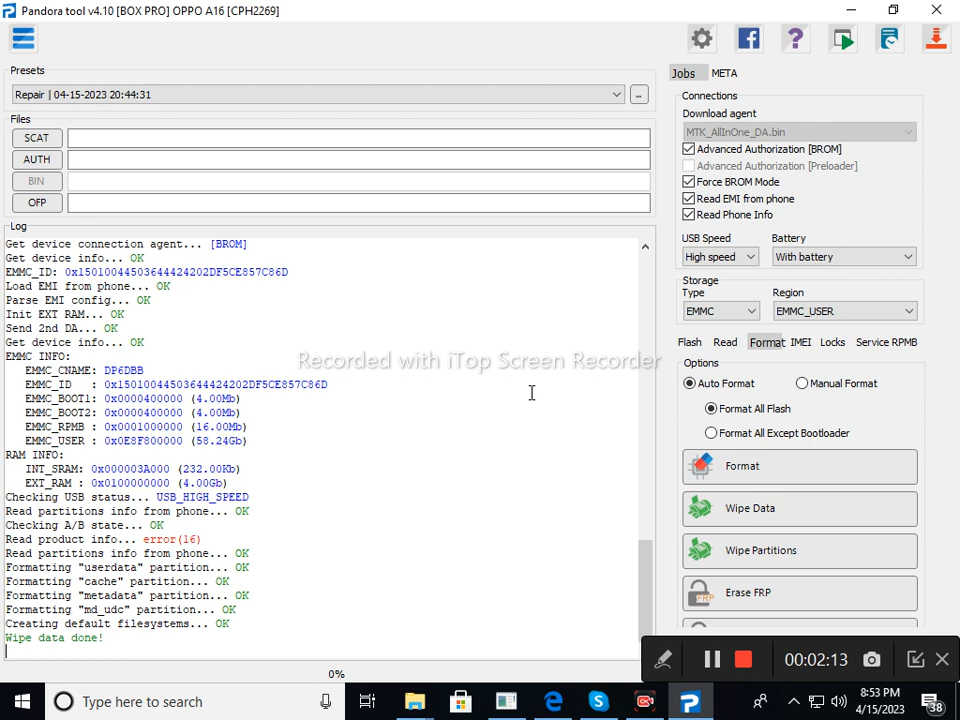 Pandora tool v4.10 [BOX PRO] OPPO A16 [CPH2269]
Presets
Repair | 04-15-2023 20:44:31
...
Files
SCAT
AUTH
BIN
OFP
Log
Get device connection agent... [BROM]
Get device info... OK
EMMC_ID: 0x15010044503644424202DF5CE857C86D
Load EMI from phone... OK
Parse EMI config... OK
Init EXT RAM... OK
Send 2nd DA... OK
Get device info... OK
EMMC INFO:
EMMC_CNAME: DP6DBB
EMMC_ID : 0x15010044503644424202DF5CE857C86D
EMMC_BOOT1: 0x0000400000 (4.00Mb)
EMMC_BOOT2: 0x0000400000 (4.00Mb)
EMMC_RPMB : 0x0001000000 (16.00Mb)
EMMC_USER : 0x0E8F800000 (58.24Gb)
RAM INFO:
INT_SRAM: 0x000003A000 (232.00Kb)
EXT_RAM : 0x0100000000 (4.00Gb)
Checking USB status... USB_HIGH_SPEED
Read partitions info from phone... OK
Checking A/B state... OK
Read product info... error(16)
Read partitions info from phone... OK
Formatting "userdata" partition... OK
Formatting "cache" partition... OK
Formatting "metadata" partition... OK
Formatting "md_udc" partition... OK
Creating default filesystems... OK
Wipe data done!
0%
Recorded with iTop Screen Recorder
Jobs META
Connections
Download agent
MTK_AllInOne_DA.bin
Advanced Authorization [BROM]
Advanced Authorization [Preloader]
Force BROM Mode
Read EMI from phone
Read Phone Info
USB Speed Battery
High speed With battery
Storage
Type Region
EMMC EMMC_USER
Flash Read Format IMEI Locks Service RPMB
Options
Auto Format Manual Format
Format All Flash
Format All Except Bootloader
Format
Wipe Data
Wipe Partitions
FRP Erase FRP
00:02:13
Type here to search
8:53 PM
4/15/2023
38